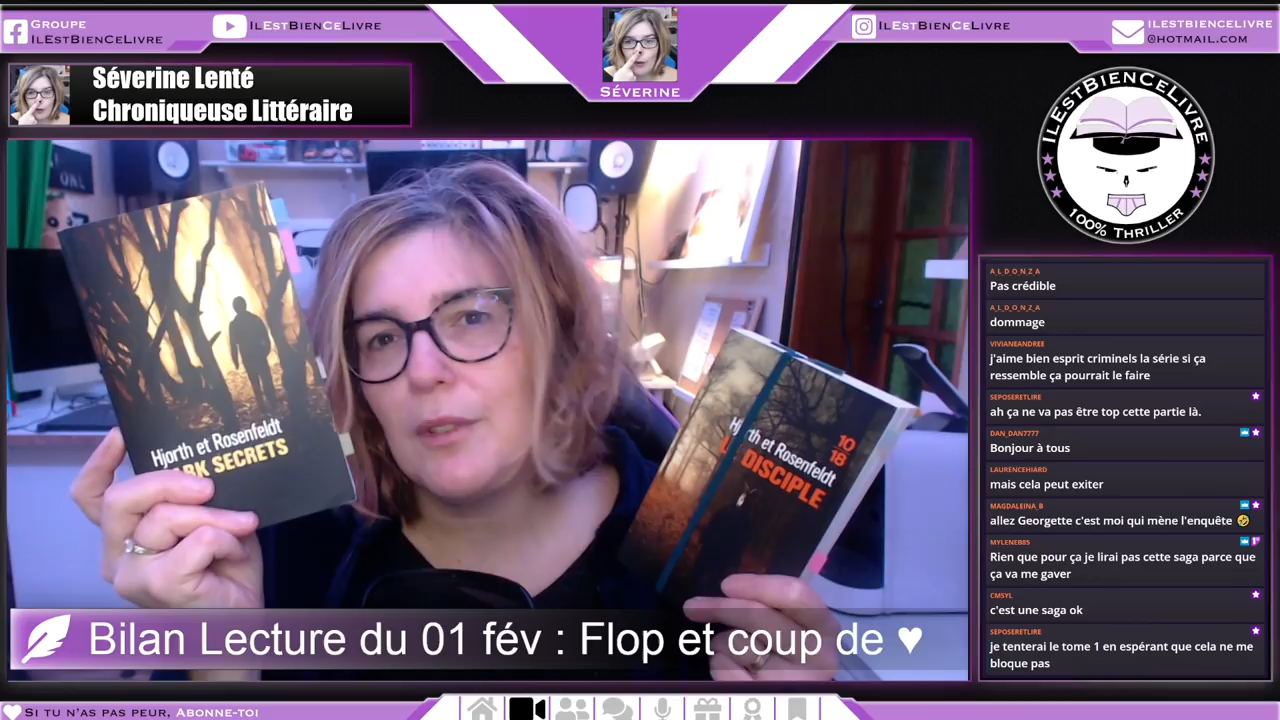 GROUPE
ILESTBIENCELIVRE
ILESTBIENCELIVRE
ILESTBIENCELIVRE
ILESTBIENCELIVRE
@HOTMAIL.COM
SÉVERINE
Séverine Lenté
Chroniqueuse Littéraire
ILESTBIENCELIVRE
100% THRILLER
Hjorth et Rosenfeldt
ARK SECRETS
10
18
Hjorth et Rosenfeldt
DISCIPLE
Bilan Lecture du 01 fév : Flop et coup de ♥
A_L_D_O_N_Z_A
Pas crédible
A_L_D_O_N_Z_A
dommage
VIVIANEANDREE
j'aime bien esprit criminels la série si ça
ressemble ça pourrait le faire
SEPOSERETLIRE
ah ça ne va pas être top cette partie là.
DAN_DAN7777
Bonjour à tous
LAURENCEHIARD
mais cela peut exiter
MAGDALEINA_B
allez Georgette c'est moi qui mène l'enquête 🤣
MYLENE885
Rien que pour ça je lirai pas cette saga parce que
ça va me gaver
CMSYL
c'est une saga ok
SEPOSERETLIRE
je tenterai le tome 1 en espérant que cela ne me
bloque pas
SI TU N'AS PAS PEUR, ABONNE-TOI